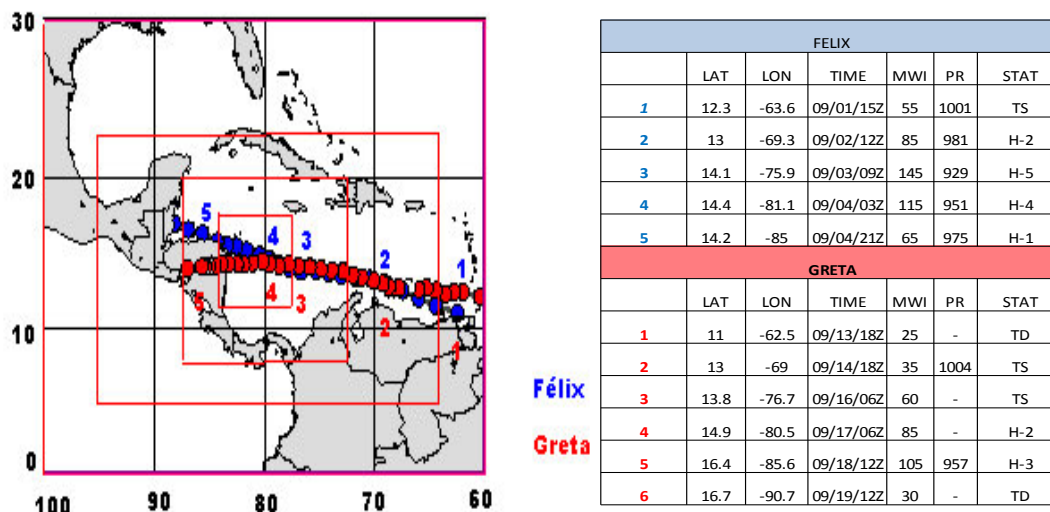 30
20
10
0
100 90 80 70 60
5
4
3
2
1
5
4
3
2
1
Félix
Greta
FELIX
LAT LON TIME MWI PR STAT
1 12.3 -63.6 09/01/15Z 55 1001 TS
2 13 -69.3 09/02/12Z 85 981 H-2
3 14.1 -75.9 09/03/09Z 145 929 H-5
4 14.4 -81.1 09/04/03Z 115 951 H-4
5 14.2 -85 09/04/21Z 65 975 H-1
GRETA
LAT LON TIME MWI PR STAT
1 11 -62.5 09/13/18Z 25 - TD
2 13 -69 09/14/18Z 35 1004 TS
3 13.8 -76.7 09/16/06Z 60 - TS
4 14.9 -80.5 09/17/06Z 85 - H-2
5 16.4 -85.6 09/18/12Z 105 957 H-3
6 16.7 -90.7 09/19/12Z 30 - TD